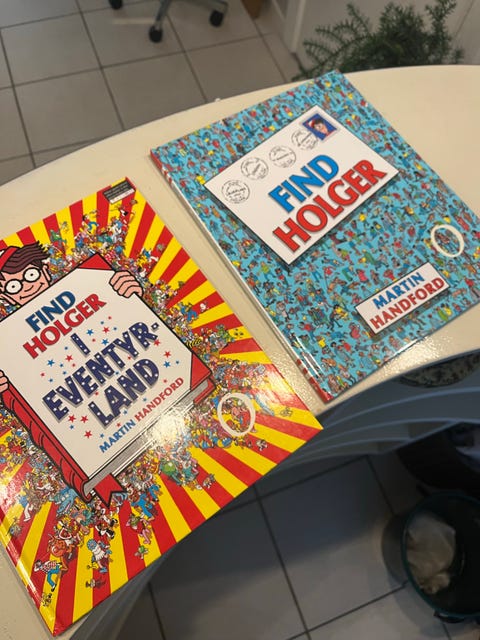 FIND
HOLGER
I
EVENTYR-
LAND
MARTIN HANDFORD
FIND
HOLGER
MARTIN
HANDFORD